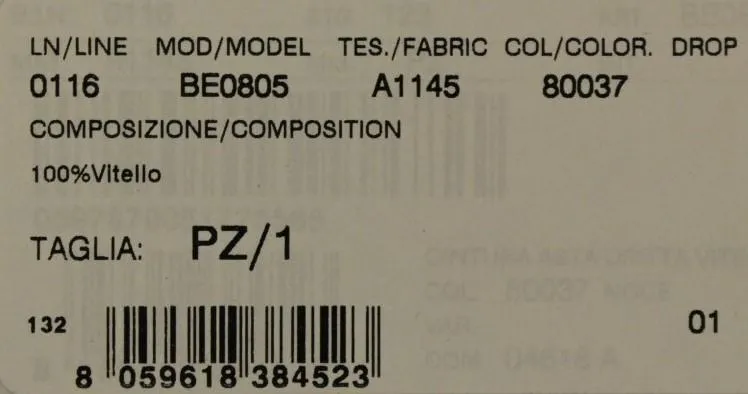 LN/LINE MOD/MODEL TES./FABRIC COL/COLOR. DROP
0116 BE0805 A1145 80037
COMPOSIZIONE/COMPOSITION
100%Vitello
TAGLIA: PZ/1
132 01
8 059618 384523